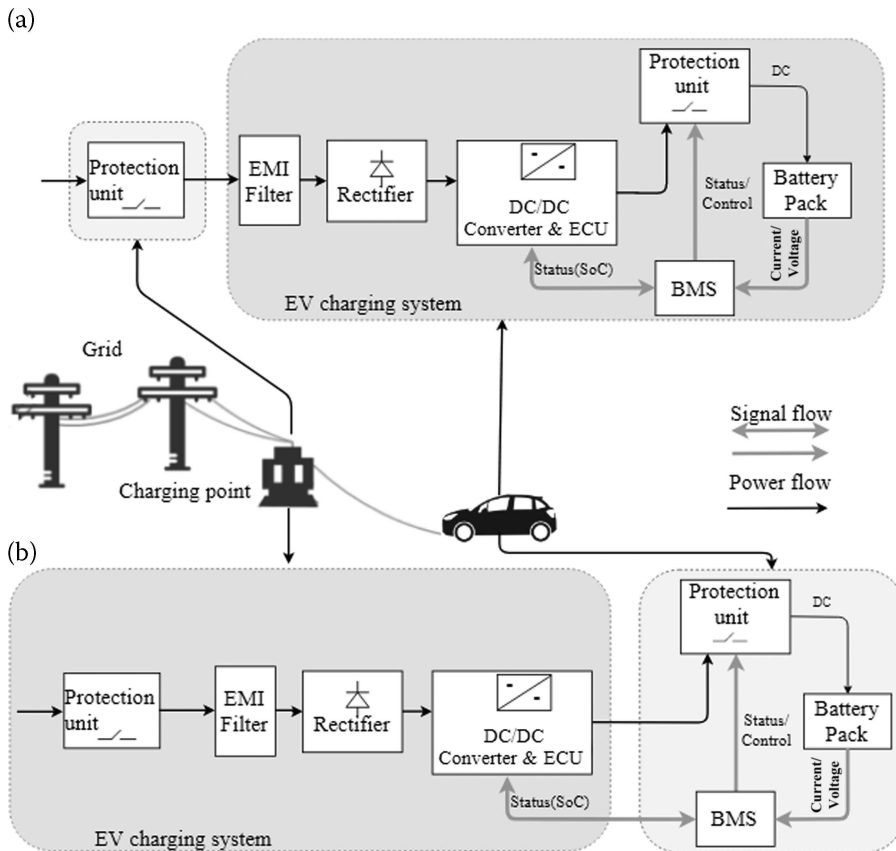 (a)
Protection
unit
EMI
Filter
Rectifier
DC/DC
Converter & ECU
Protection
unit
DC
Battery
Pack
Status/
Control
Current/
Voltage
Status(SoC)
BMS
EV charging system
Grid
Charging point
Signal flow
Power flow
(b)
Protection
unit
EMI
Filter
Rectifier
DC/DC
Converter & ECU
Protection
unit
DC
Battery
Pack
Status/
Control
Current/
Voltage
Status(SoC)
BMS
EV charging system